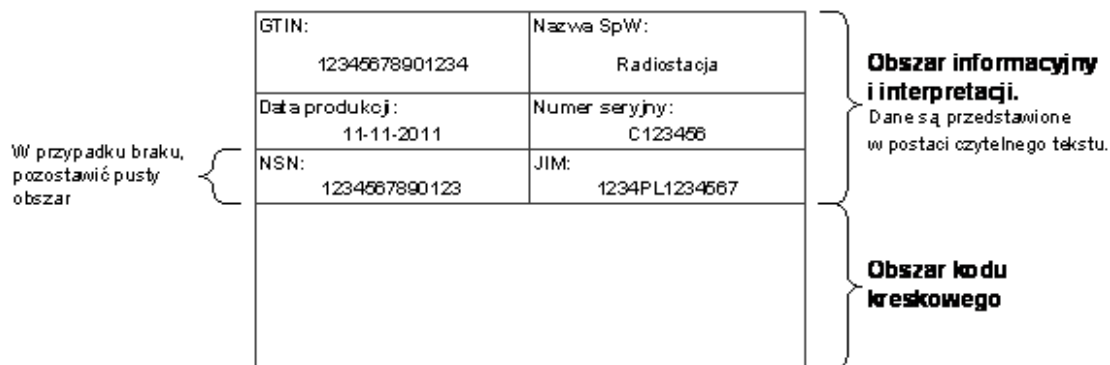 GTIN:
12345678901234
Nazwa SpW:
Radiostacja
Data produkcji:
11-11-2011
Numer seryjny:
C123456
NSN:
1234567890123
JIM:
1234PL1234567
W przypadku braku,
pozostawić pusty
obszar
Obszar informacyjny
i interpretacji.
Dane są przedstawione
w postaci czytelnego tekstu.
Obszar kodu
kreskowego